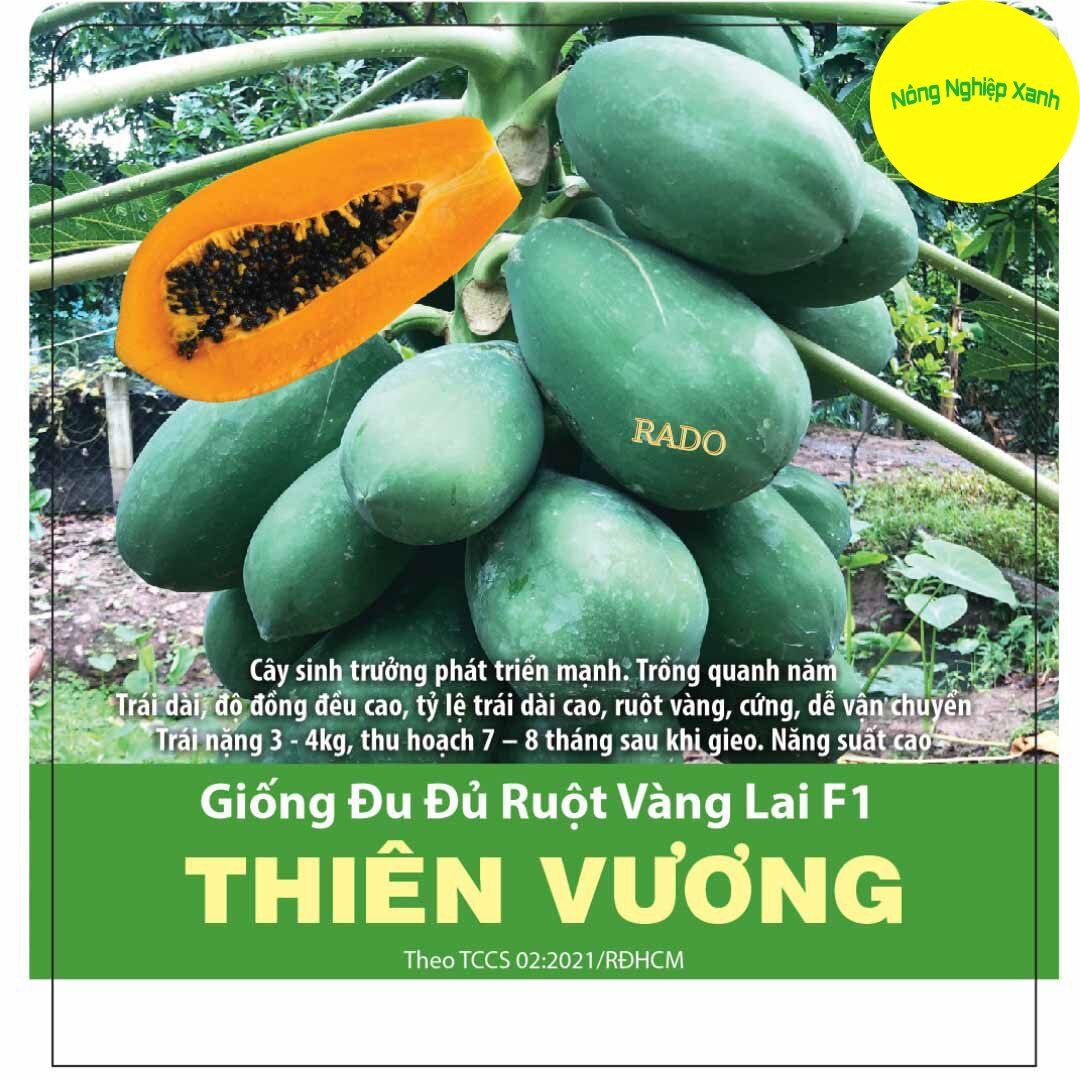 Nông Nghiệp Xanh
RADO
Cây sinh trưởng phát triển mạnh. Trồng quanh năm
Trái dài, độ đồng đều cao, tỷ lệ trái dài cao, ruột vàng, cứng, dễ vận chuyển
Trái nặng 3 - 4kg, thu hoạch 7 – 8 tháng sau khi gieo. Năng suất cao
Giống Đu Đủ Ruột Vàng Lai F1
THIÊN VƯƠNG
Theo TCCS 02:2021/RĐHCM